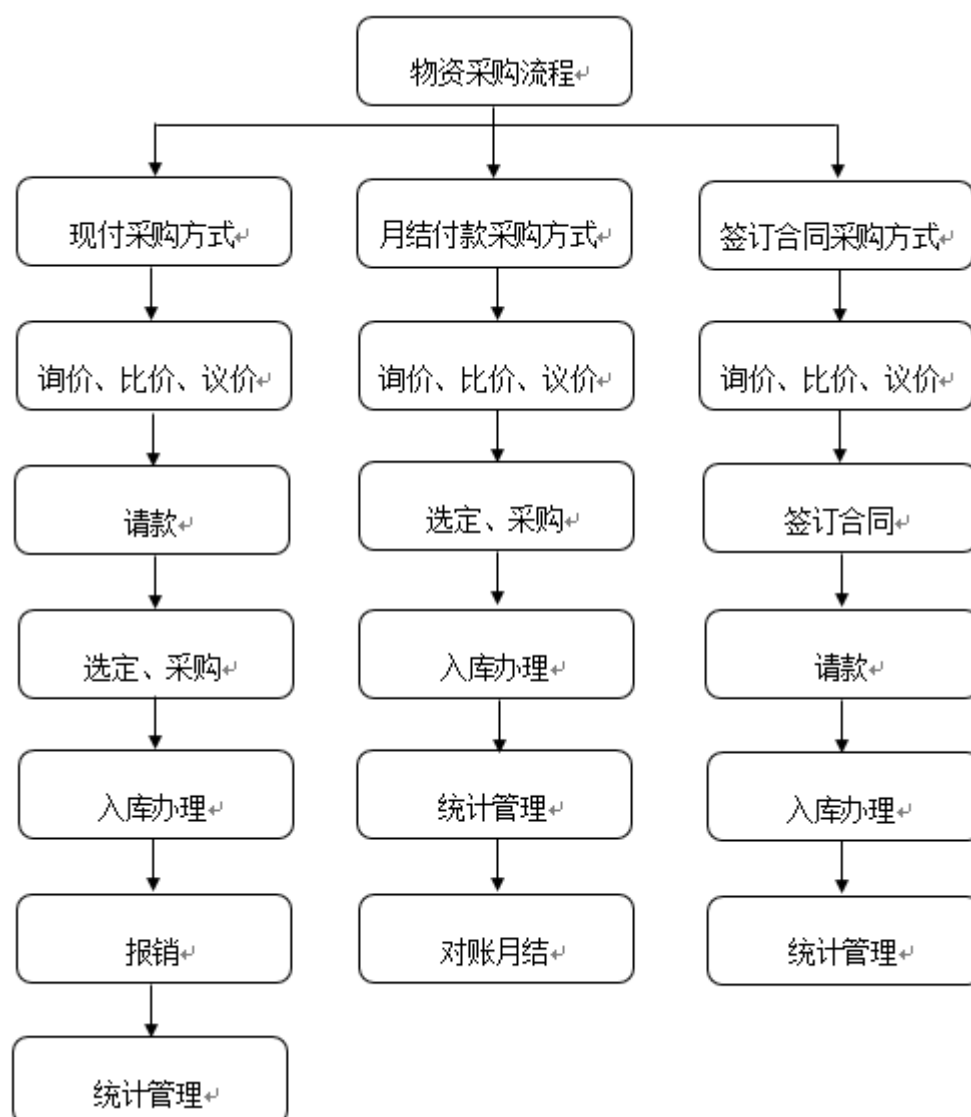 物资采购流程
现付采购方式
月结付款采购方式
签订合同采购方式
询价、比价、议价
询价、比价、议价
询价、比价、议价
请款
选定、采购
签订合同
选定、采购
入库办理
请款
入库办理
统计管理
入库办理
报销
对账月结
统计管理
统计管理